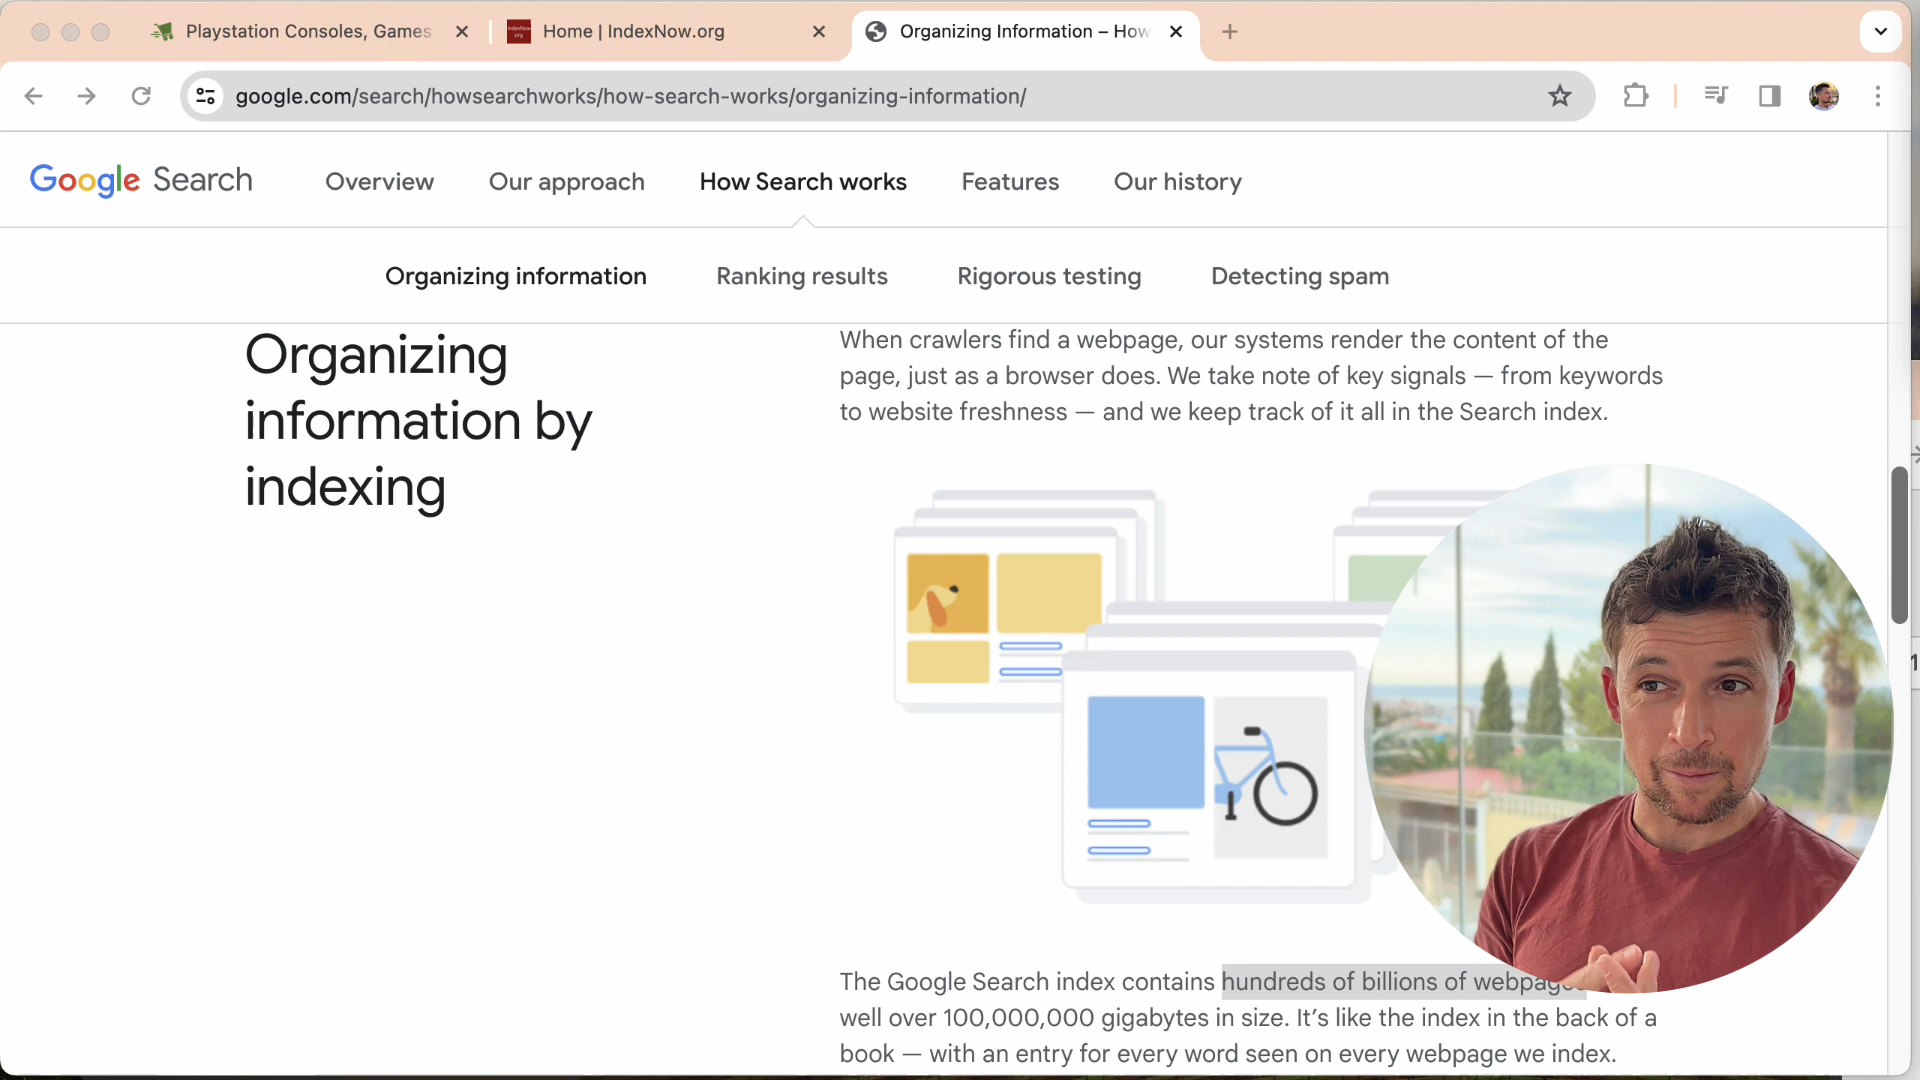 Playstation Consoles, Games
Home | IndexNow.org
Organizing Information – How
google.com/search/howsearchworks/how-search-works/organizing-information/
Google Search
Overview
Our approach
How Search works
Features
Our history
Organizing information
Ranking results
Rigorous testing
Detecting spam
Organizing
information by
indexing
When crawlers find a webpage, our systems render the content of the
page, just as a browser does. We take note of key signals — from keywords
to website freshness — and we keep track of it all in the Search index.
The Google Search index contains hundreds of billions of webpages
well over 100,000,000 gigabytes in size. It’s like the index in the back of a
book — with an entry for every word seen on every webpage we index.